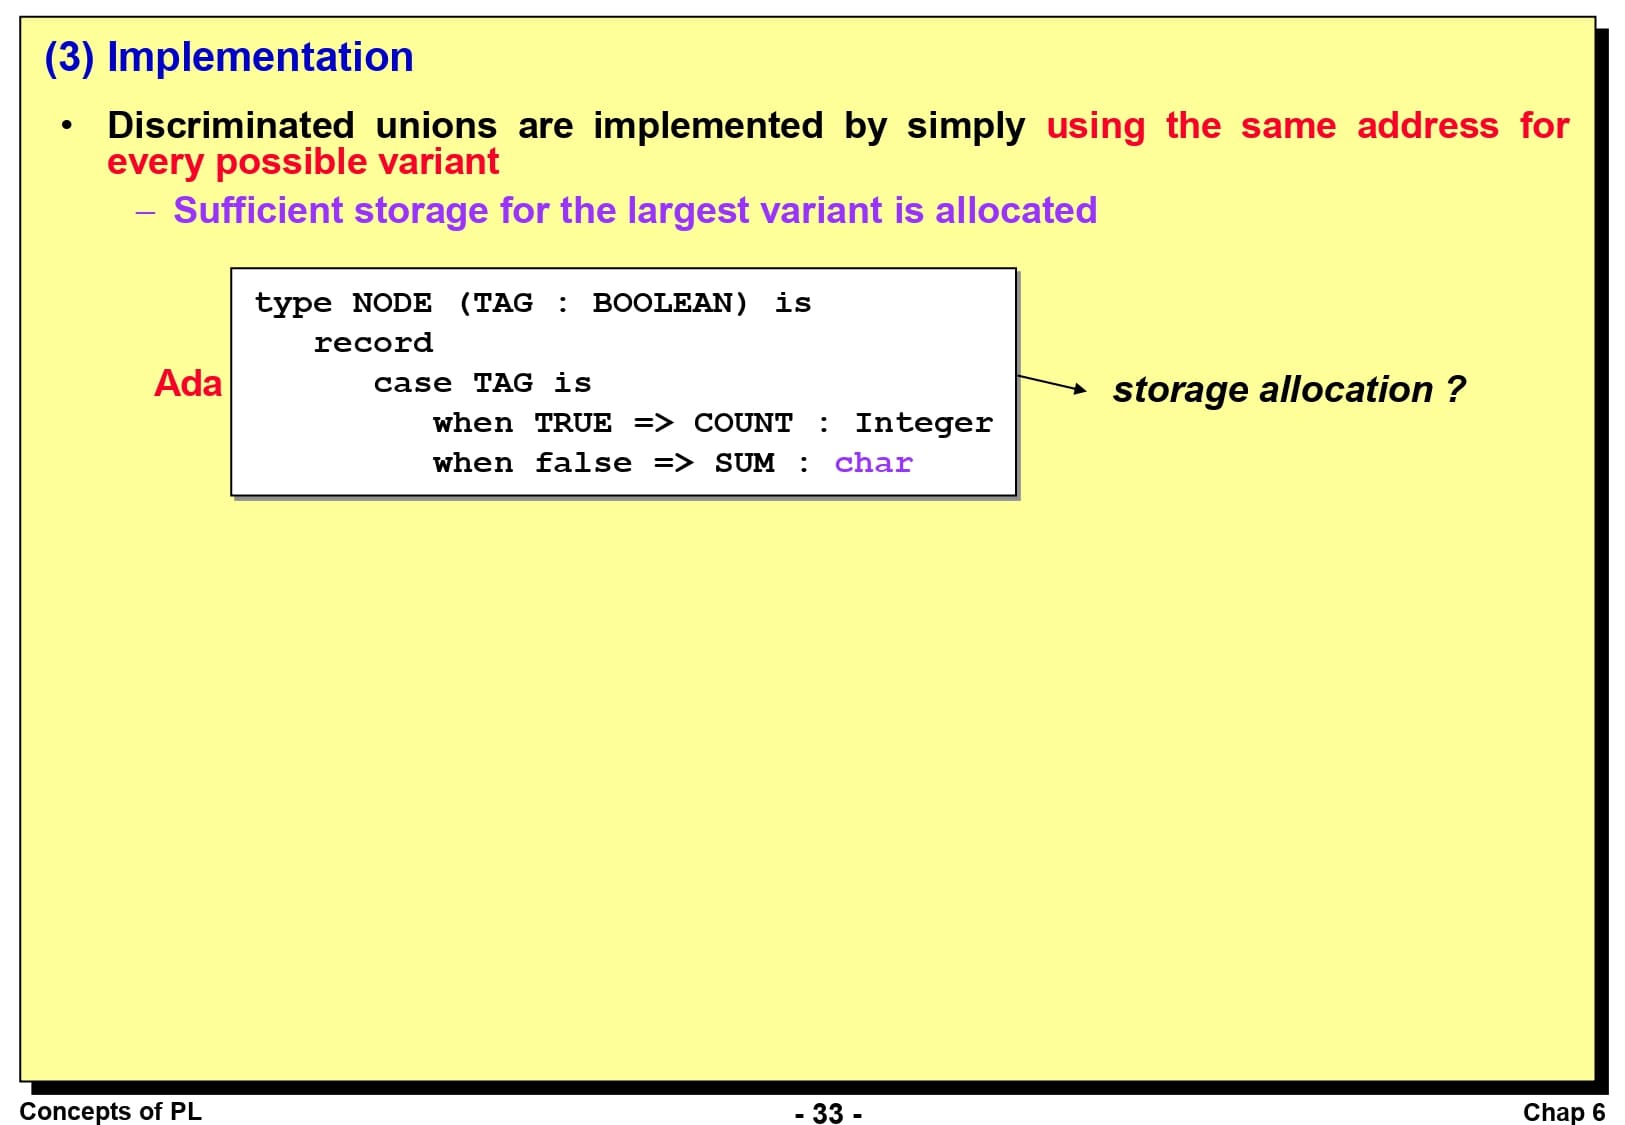 (3) Implementation
• Discriminated unions are implemented by simply using the same address for
every possible variant
– Sufficient storage for the largest variant is allocated
type NODE (TAG : BOOLEAN) is
record
Ada
case TAG is
storage allocation ?
when TRUE => COUNT : Integer
when false => SUM : char
Concepts of PL
- 33 -
Chap 6